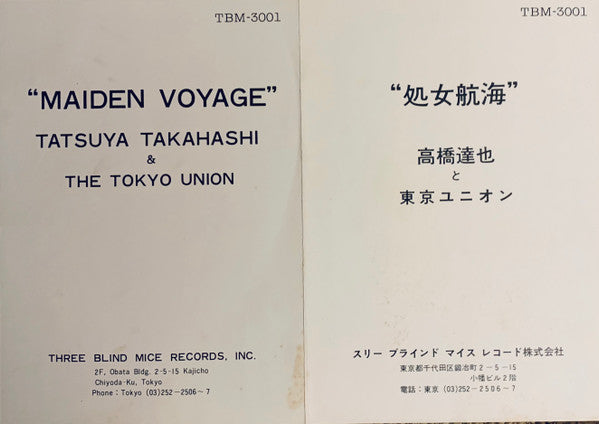 TBM-3001
“MAIDEN VOYAGE”
TATSUYA TAKAHASHI
&
THE TOKYO UNION
THREE BLIND MICE RECORDS, INC.
2F, Obata Bldg. 2-5-15 Kajicho
Chiyoda-Ku, Tokyo
Phone : Tokyo (03)252-2506~7
TBM-3001
“処女航海”
高橋達也
と
東京ユニオン
スリー ブラインド マイス レコード株式会社
東京都千代田区鍛冶町2-5-15
小幡ビル2階
電話：東京 (03)252-2506~7